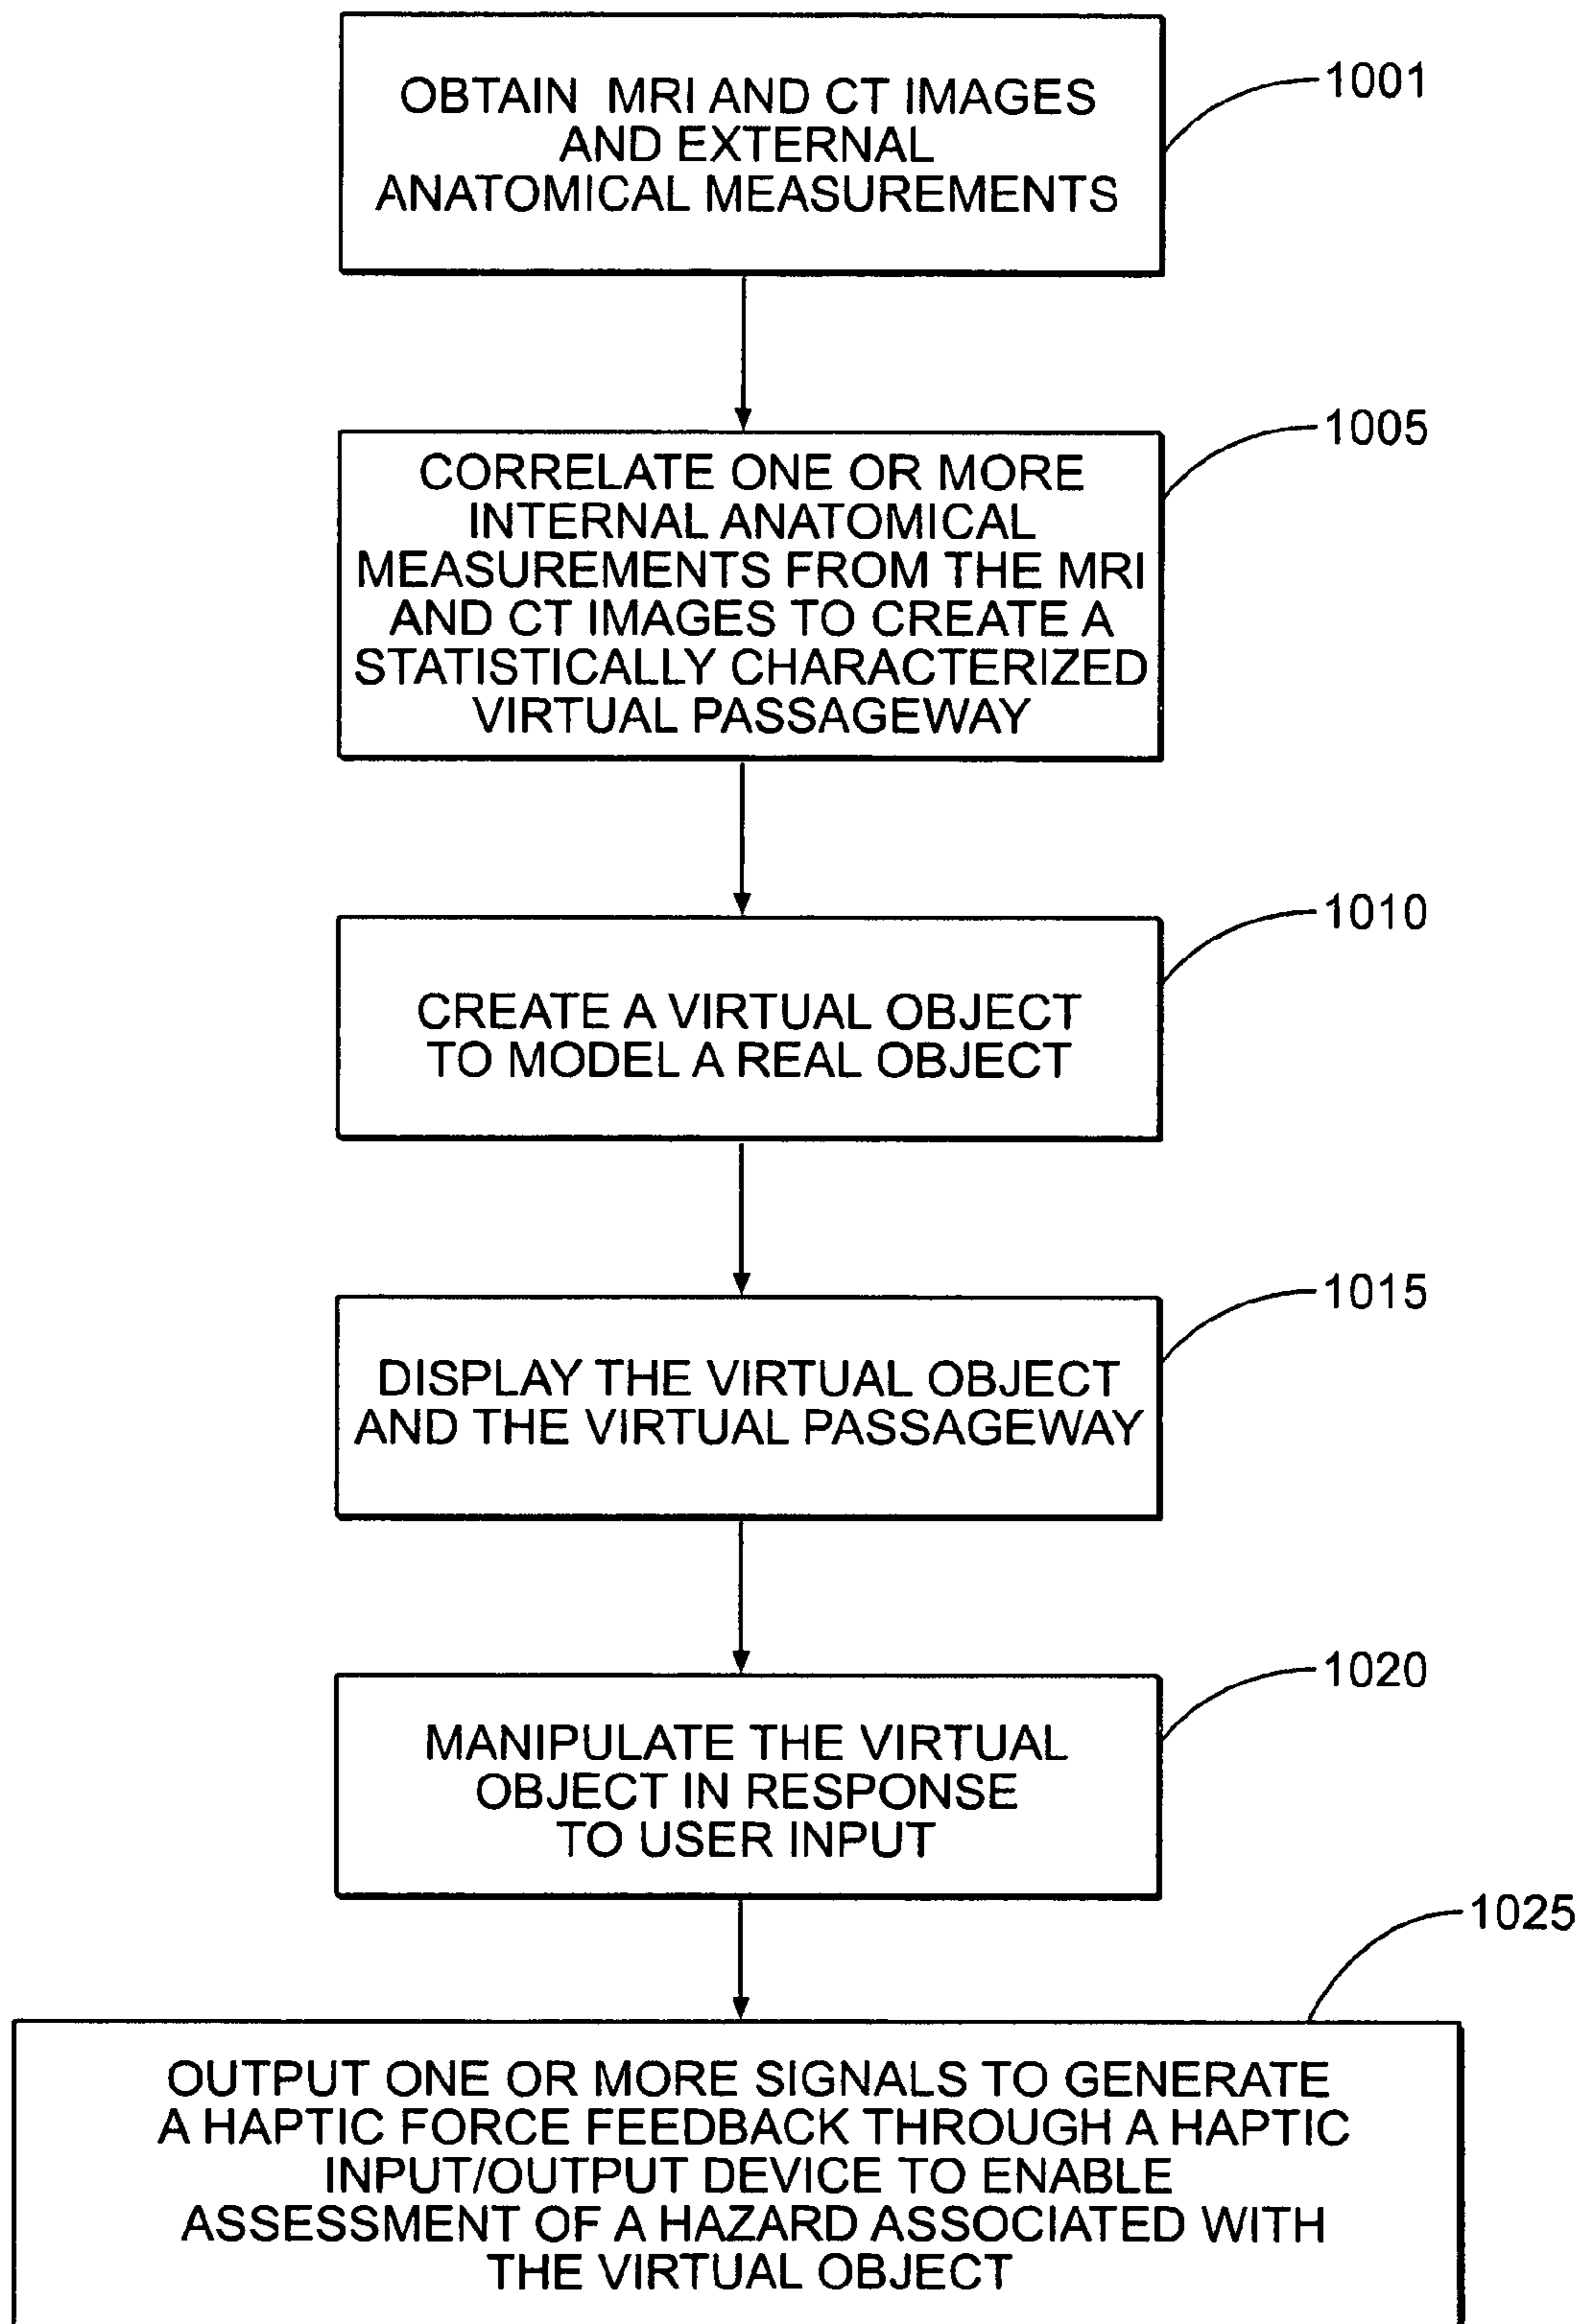 OBTAIN MRI AND CT IMAGES
AND EXTERNAL
ANATOMICAL MEASUREMENTS
1001
CORRELATE ONE OR MORE
INTERNAL ANATOMICAL
MEASUREMENTS FROM THE MRI
AND CT IMAGES TO CREATE A
STATISTICALLY CHARACTERIZED
VIRTUAL PASSAGEWAY
1005
CREATE A VIRTUAL OBJECT
TO MODEL A REAL OBJECT
1010
DISPLAY THE VIRTUAL OBJECT
AND THE VIRTUAL PASSAGEWAY
1015
MANIPULATE THE VIRTUAL
OBJECT IN RESPONSE
TO USER INPUT
1020
OUTPUT ONE OR MORE SIGNALS TO GENERATE
A HAPTIC FORCE FEEDBACK THROUGH A HAPTIC
INPUT/OUTPUT DEVICE TO ENABLE
ASSESSMENT OF A HAZARD ASSOCIATED WITH
THE VIRTUAL OBJECT
1025